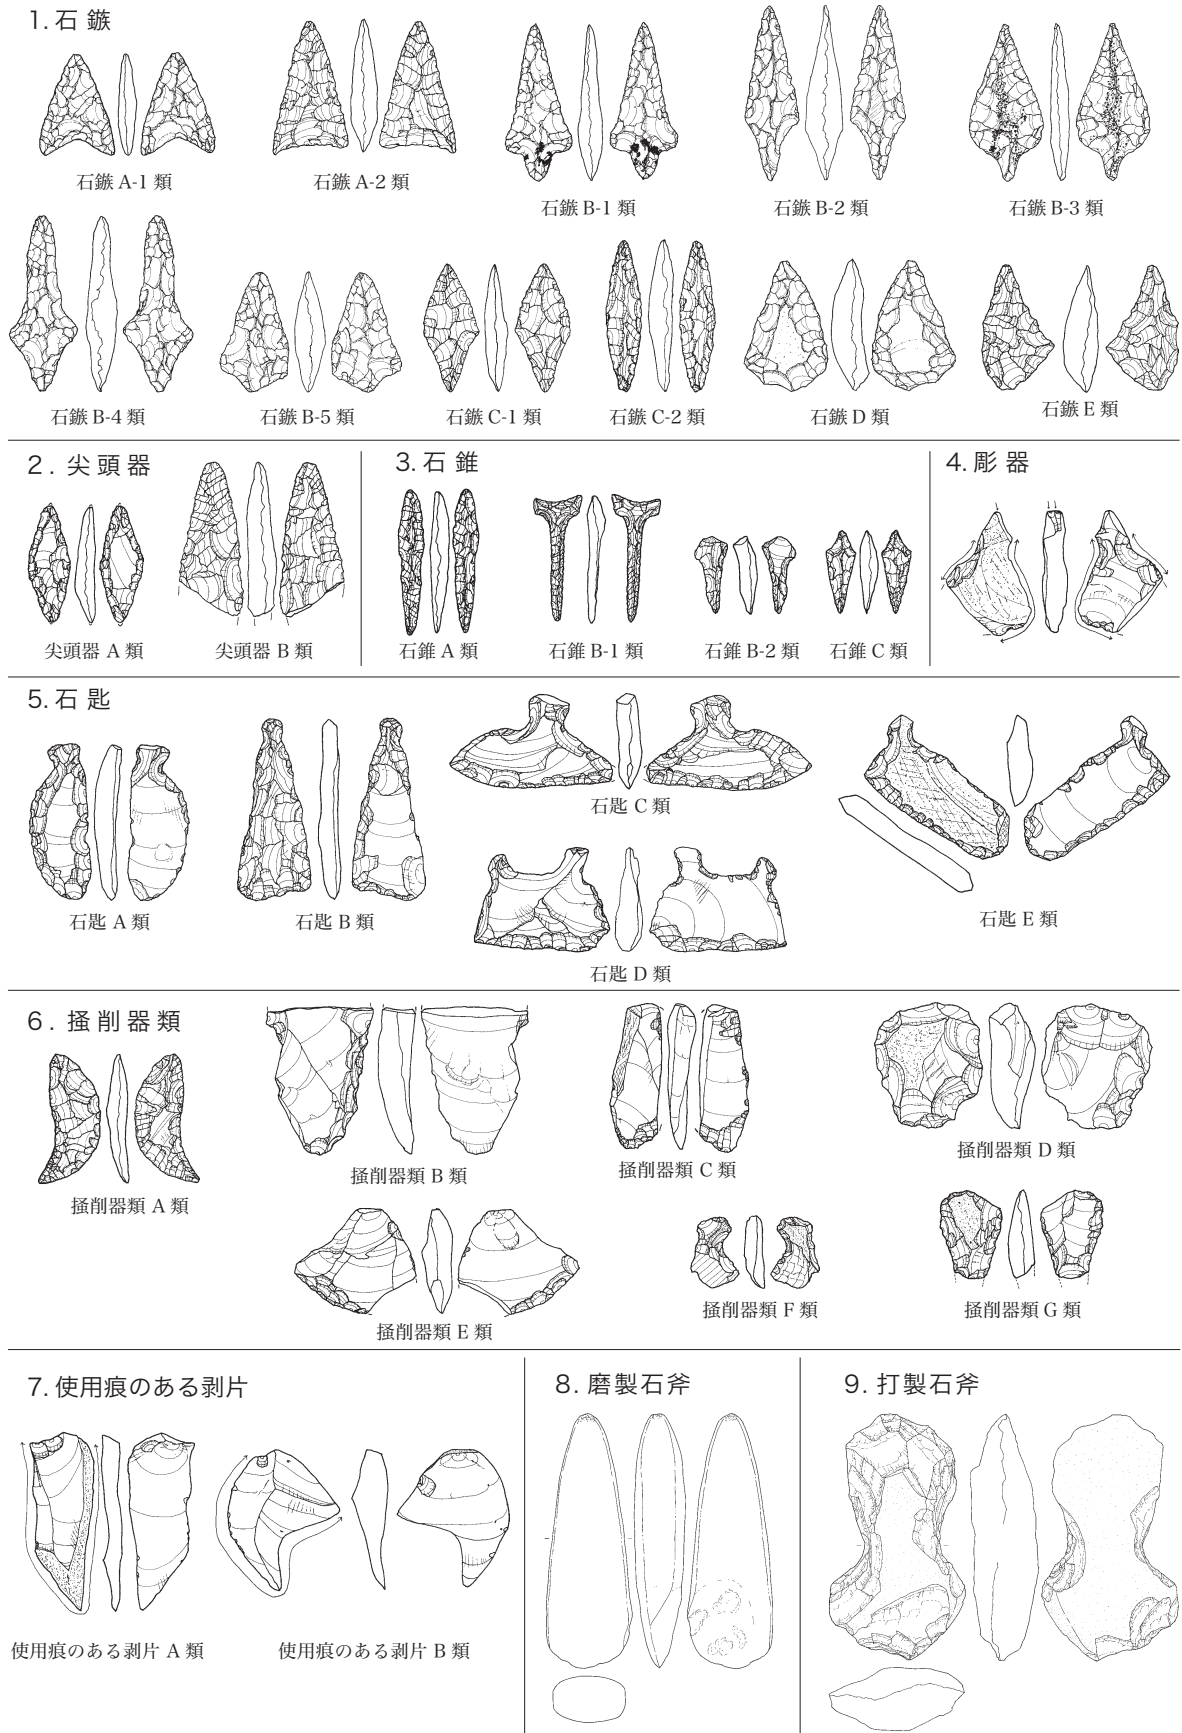 1. 石 鏃
石鏃 A-1 類
石鏃 A-2 類
石鏃 B-1 類
石鏃 B-2 類
石鏃 B-3 類
石鏃 B-4 類
石鏃 B-5 類
石鏃 C-1 類
石鏃 C-2 類
石鏃 D 類
石鏃 E 類
2. 尖頭器
尖頭器 A 類
尖頭器 B 類
3. 石 錐
石錐 A 類
石錐 B-1 類
石錐 B-2 類
石錐 C 類
4. 彫 器
5. 石 匙
石匙 A 類
石匙 B 類
石匙 C 類
石匙 D 類
石匙 E 類
6. 掻削器類
掻削器類 A 類
掻削器類 B 類
掻削器類 C 類
掻削器類 D 類
掻削器類 E 類
掻削器類 F 類
掻削器類 G 類
7. 使用痕のある剥片
使用痕のある剥片 A 類
使用痕のある剥片 B 類
8. 磨製石斧
9. 打製石斧